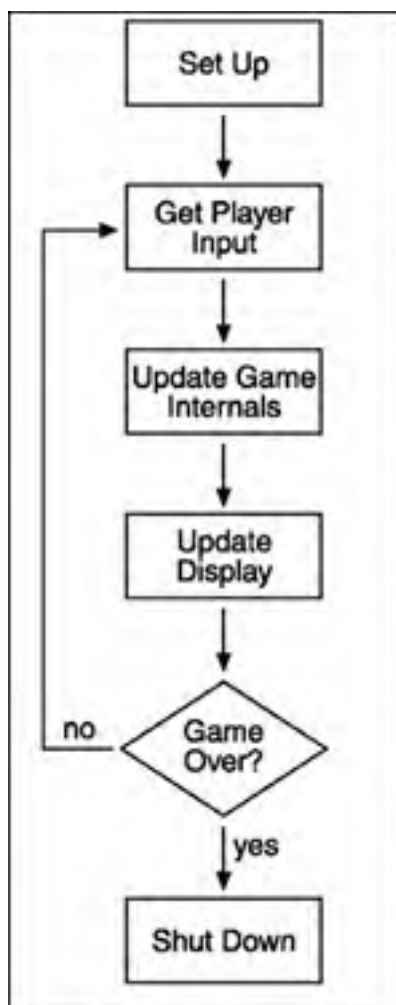 Set Up
Get Player
Input
Update Game
Internals
Update
Display
Game
Over?
no
yes
Shut Down